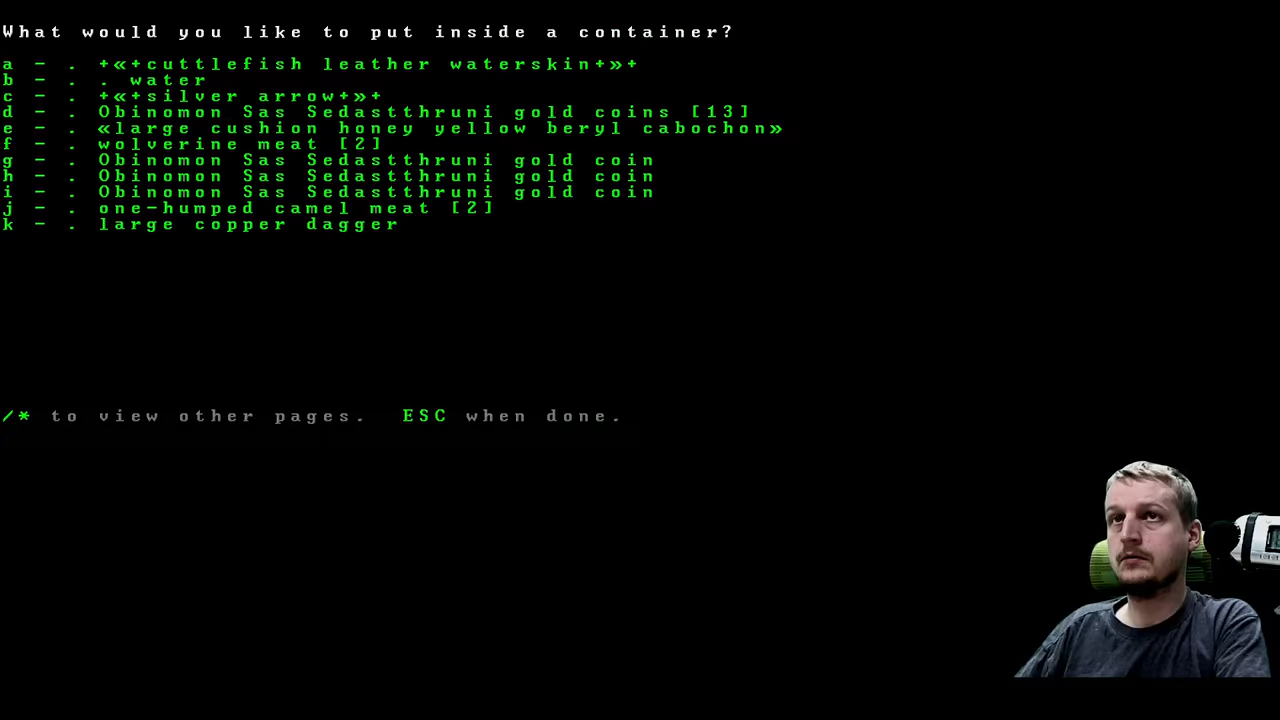 What would you like to put inside a container?
a - . +«+cuttlefish leather waterskin+»+
b - . . water
c - . +«+silver arrow+»+
d - . Obinomon Sas Sedastthruni gold coins [13]
e - . «large cushion honey yellow beryl cabochon»
f - . wolverine meat [2]
g - . Obinomon Sas Sedastthruni gold coin
h - . Obinomon Sas Sedastthruni gold coin
i - . Obinomon Sas Sedastthruni gold coin
j - . one-humped camel meat [2]
k - . large copper dagger
/* to view other pages. ESC when done.